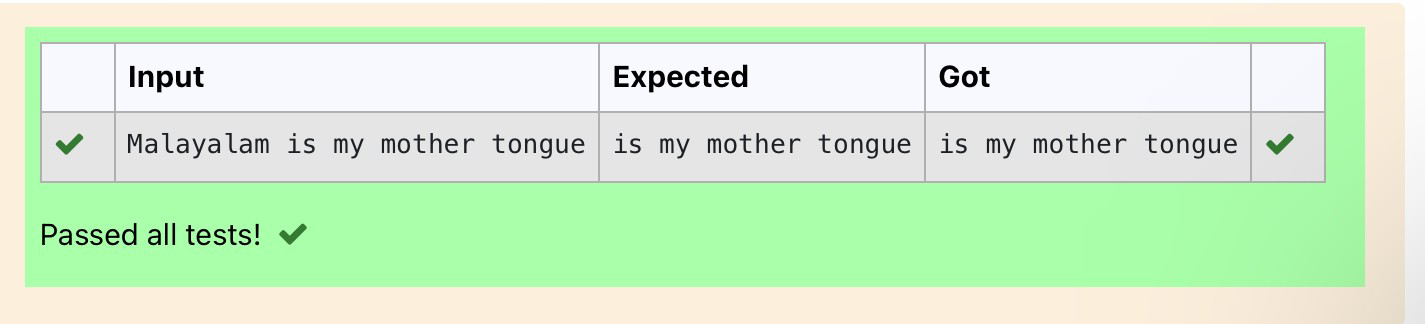 Input Expected Got
Malayalam is my mother tongue is my mother tongue is my mother tongue
Passed all tests!